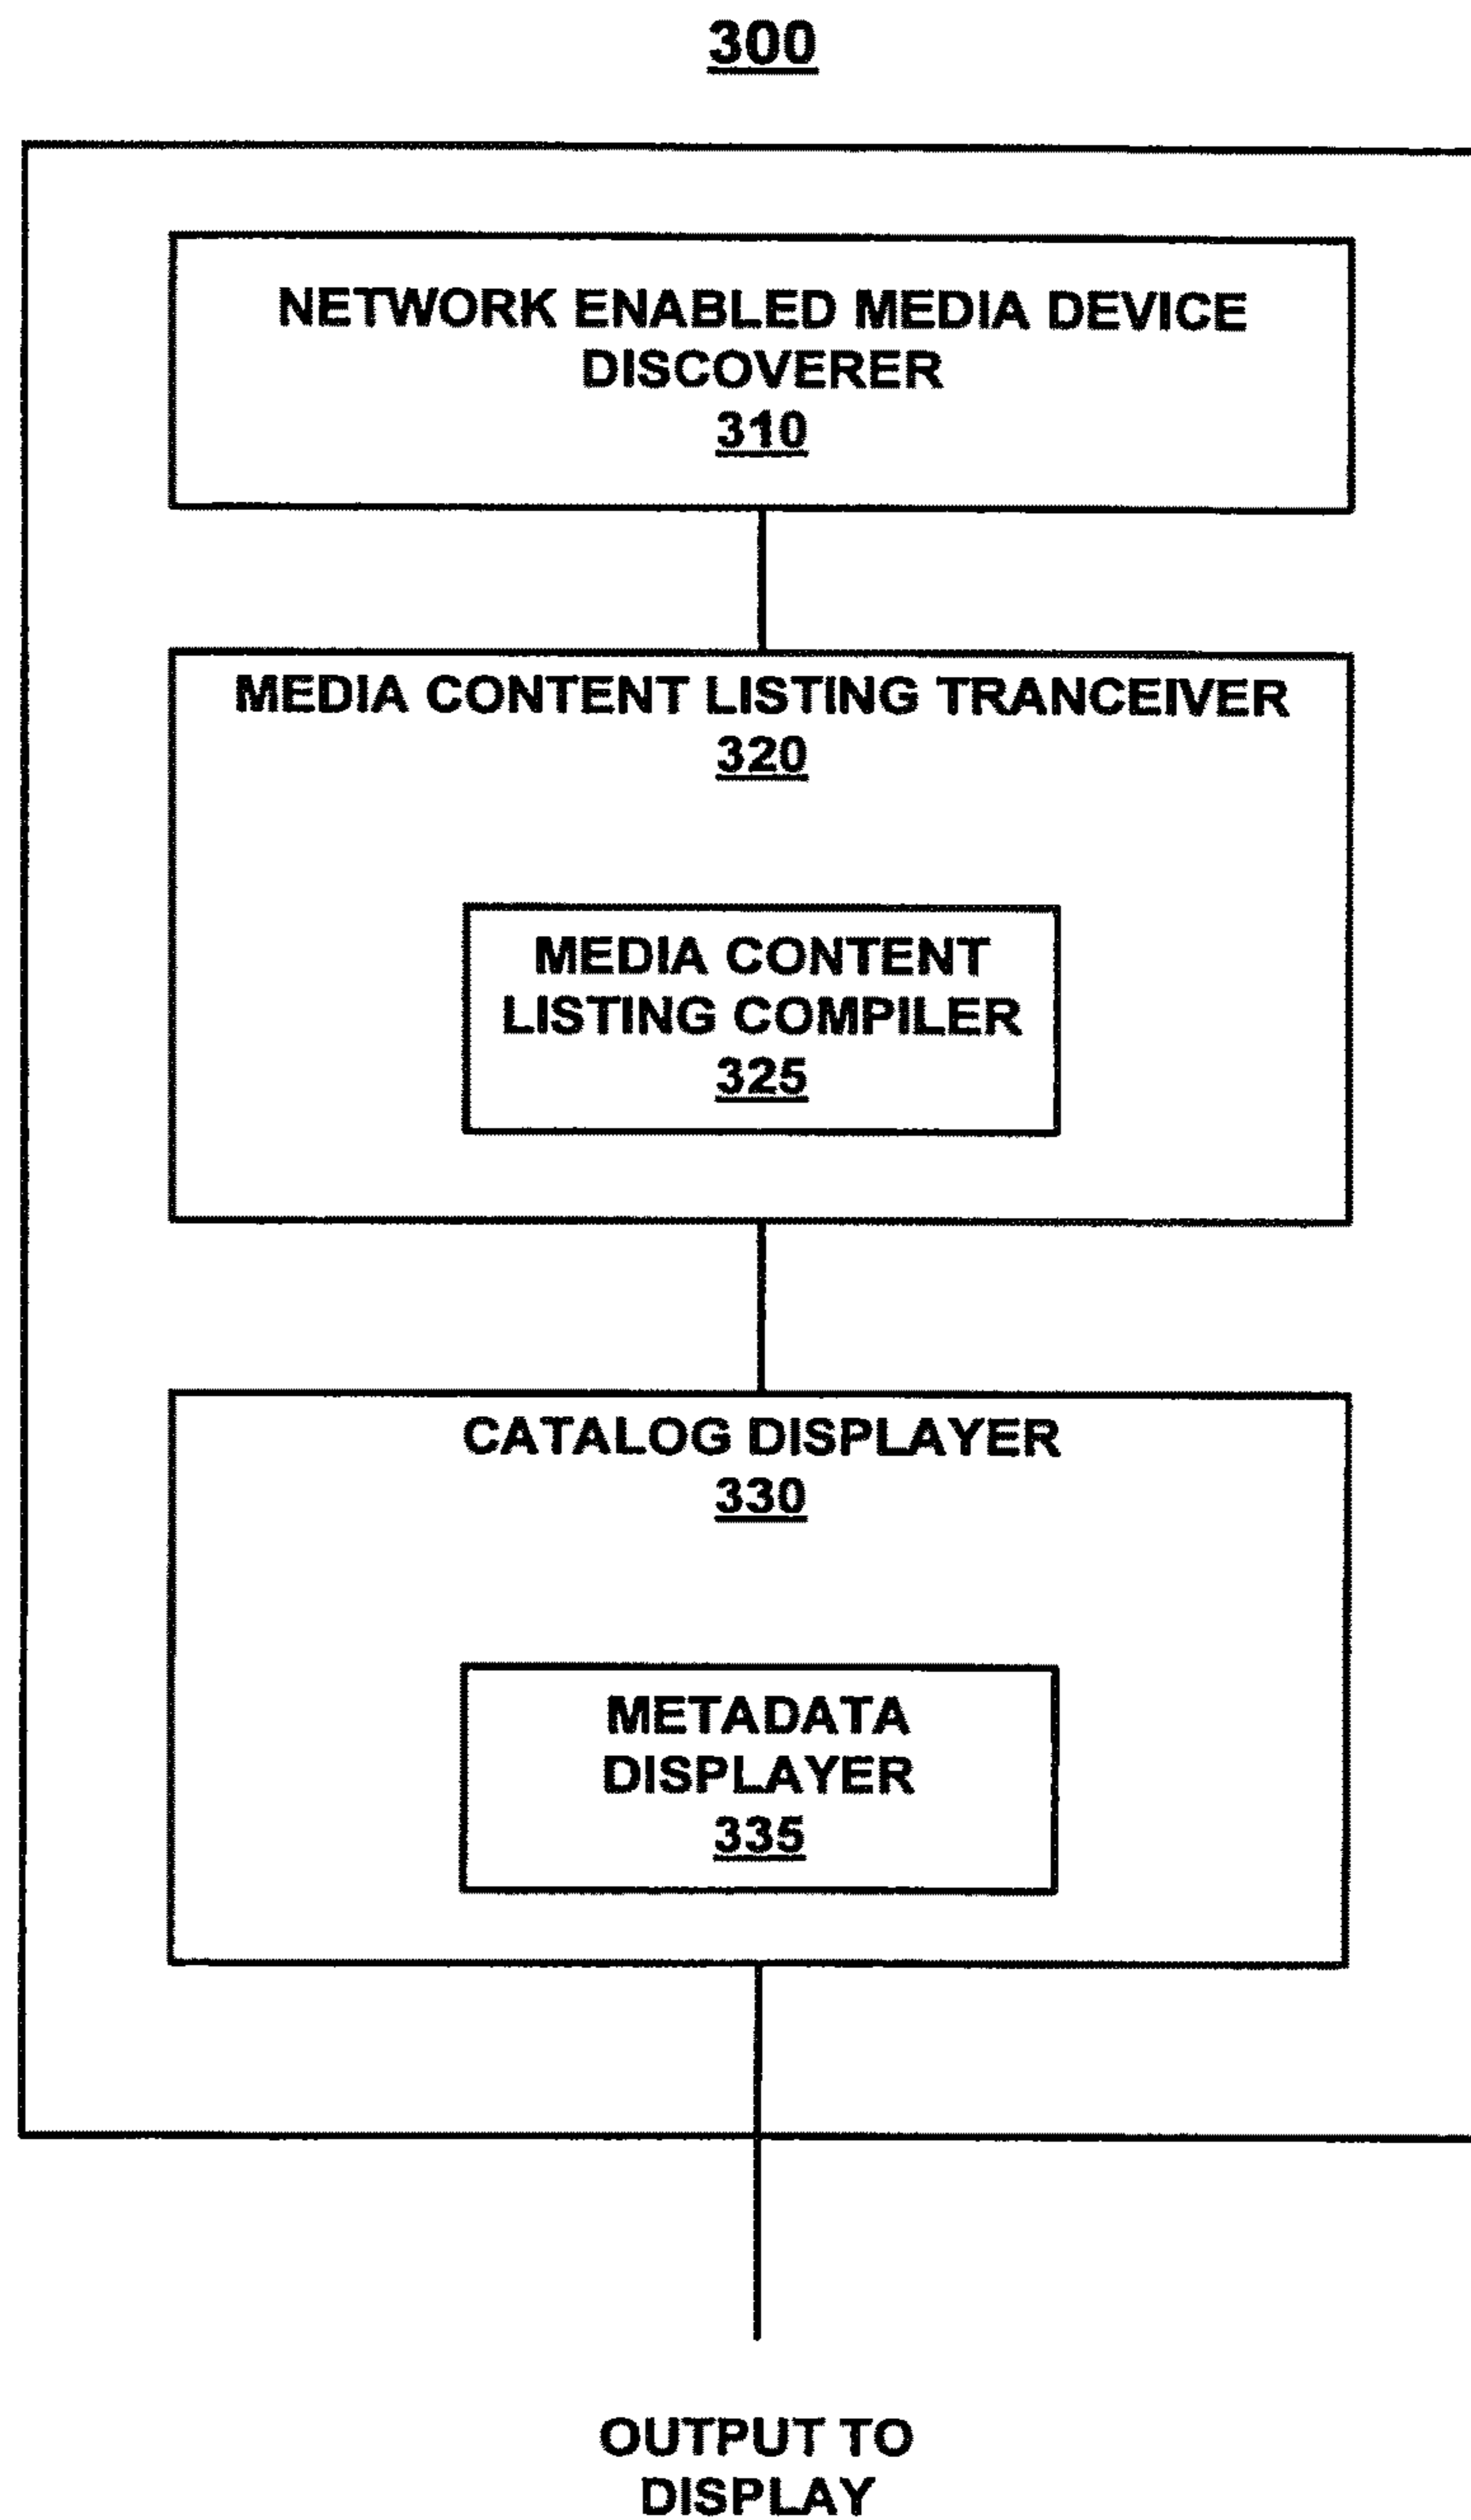 300
NETWORK ENABLED MEDIA DEVICE
DISCOVERER
310
MEDIA CONTENT LISTING TRANCEIVER
320
MEDIA CONTENT
LISTING COMPILER
325
CATALOG DISPLAYER
330
METADATA
DISPLAYER
335
OUTPUT TO
DISPLAY